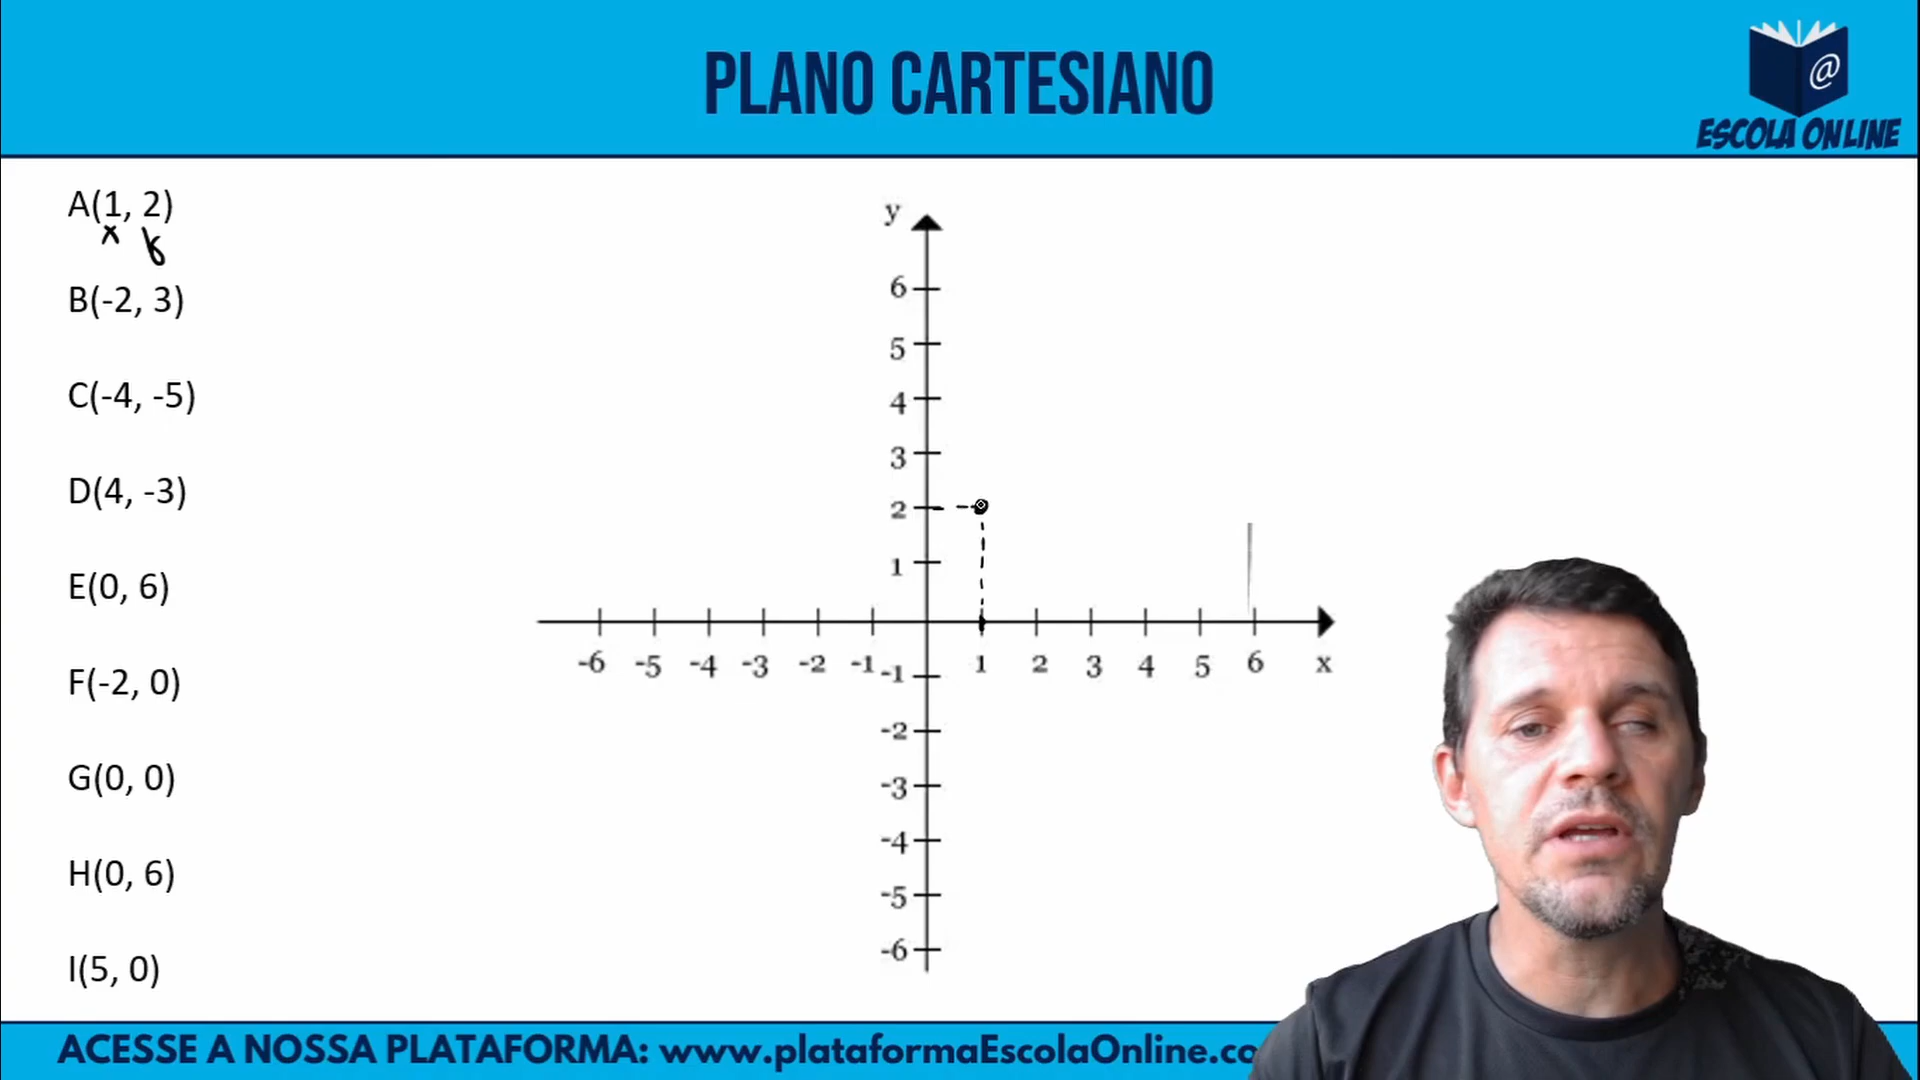 PLANO CARTESIANO
@
ESCOLA ONLINE
A(1, 2)
x y
B(-2, 3)
C(-4, -5)
D(4, -3)
E(0, 6)
F(-2, 0)
G(0, 0)
H(0, 6)
I(5, 0)
y
6
5
4
3
2
1
-6 -5 -4 -3 -2 -1 1 2 3 4 5 6 x
-1
-2
-3
-4
-5
-6
ACESSE A NOSSA PLATAFORMA: www.plataformaEscolaOnline.co